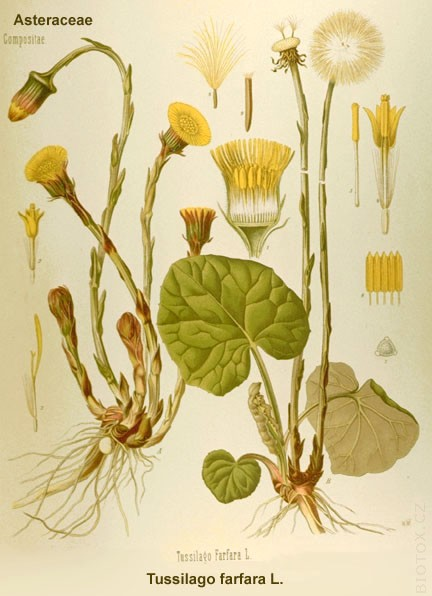 Asteraceae
Compositae.
Tussilago Farfara L.
Tussilago farfara L.
BIOTOX.CZ